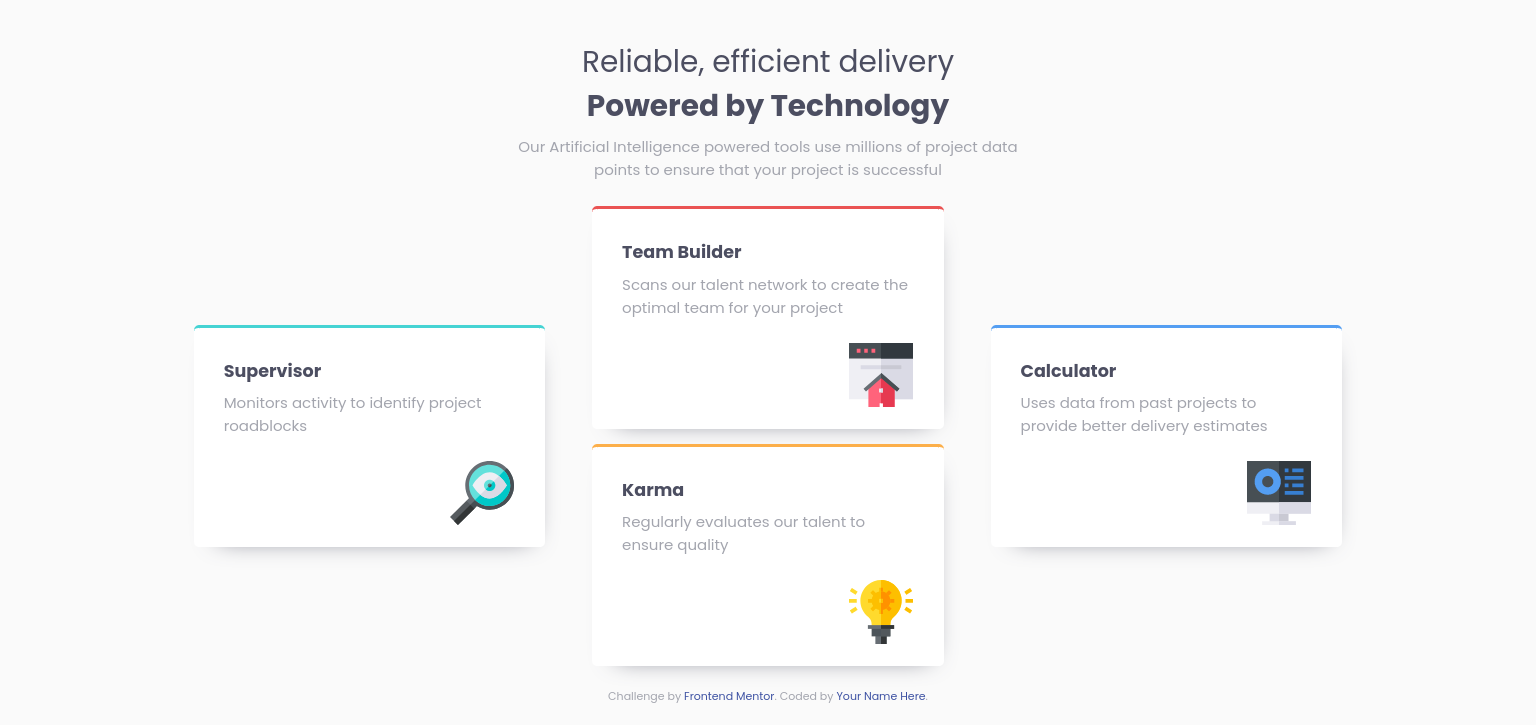 Reliable, efficient delivery
Powered by Technology
Our Artificial Intelligence powered tools use millions of project data
points to ensure that your project is successful
Supervisor
Monitors activity to identify project
roadblocks
Team Builder
Scans our talent network to create the
optimal team for your project
Karma
Regularly evaluates our talent to
ensure quality
Calculator
Uses data from past projects to
provide better delivery estimates
Challenge by Frontend Mentor. Coded by Your Name Here.